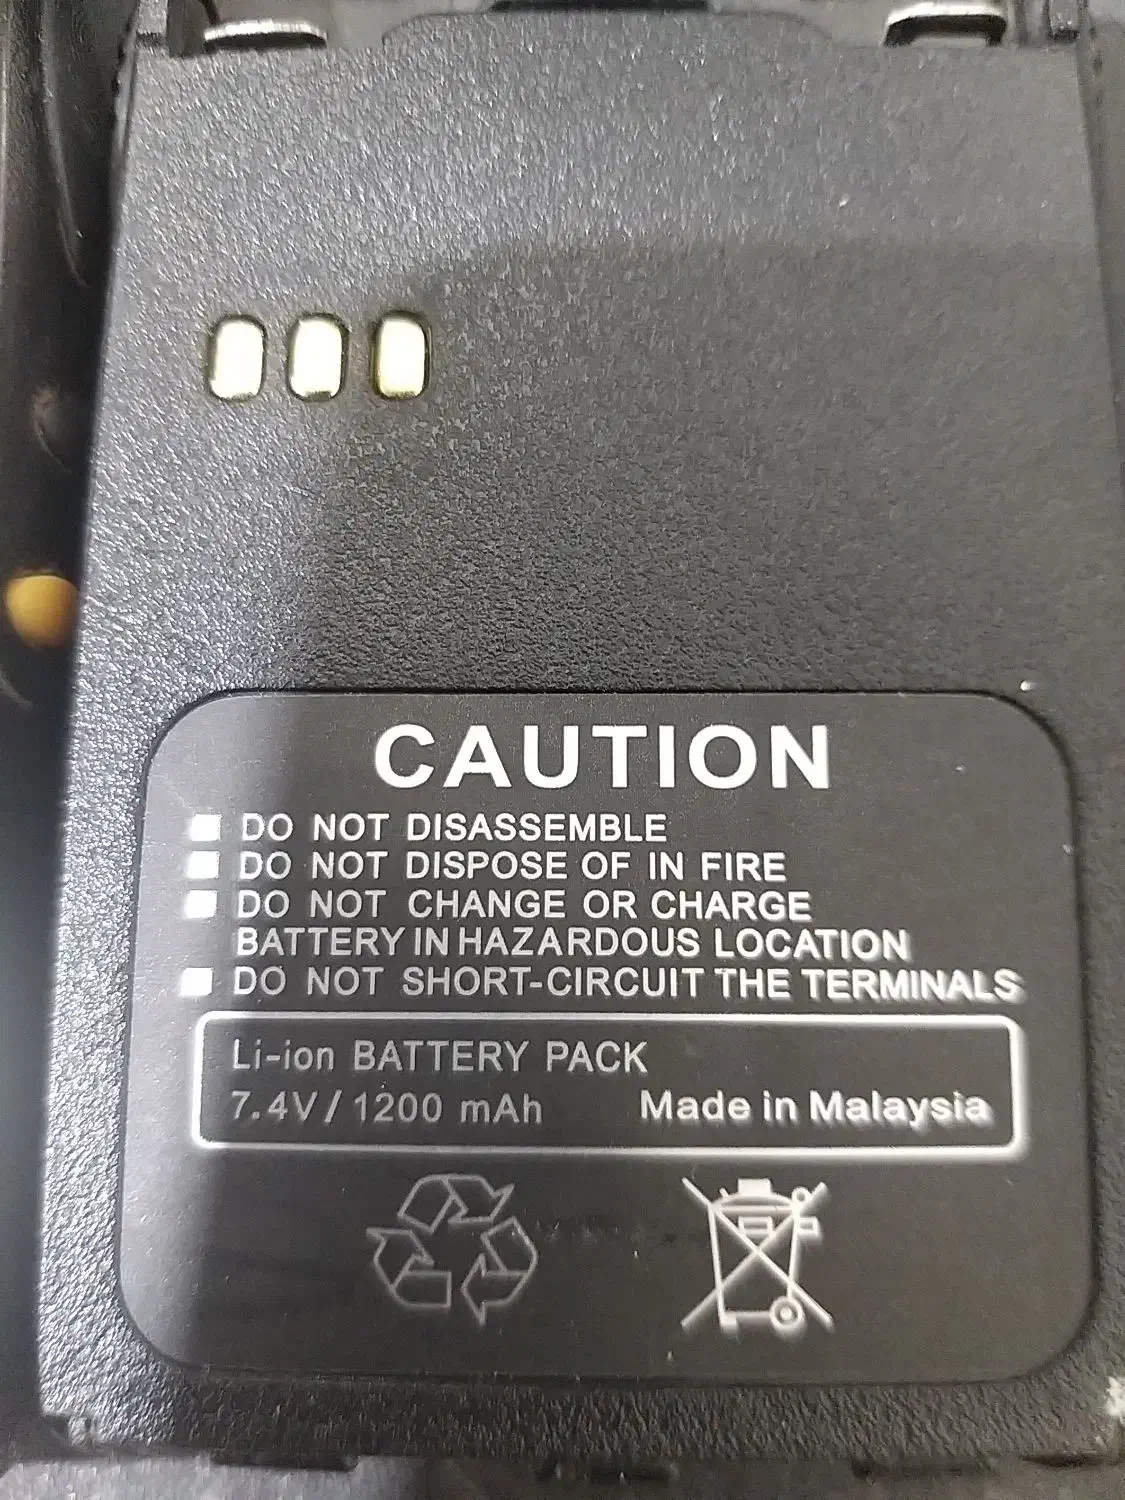 CAUTION
DO NOT DISASSEMBLE
DO NOT DISPOSE OF IN FIRE
DO NOT CHANGE OR CHARGE
BATTERY IN HAZARDOUS LOCATION
DO NOT SHORT-CIRCUIT THE TERMINALS
Li-ion BATTERY PACK
7.4V / 1200 mAh Made in Malaysia